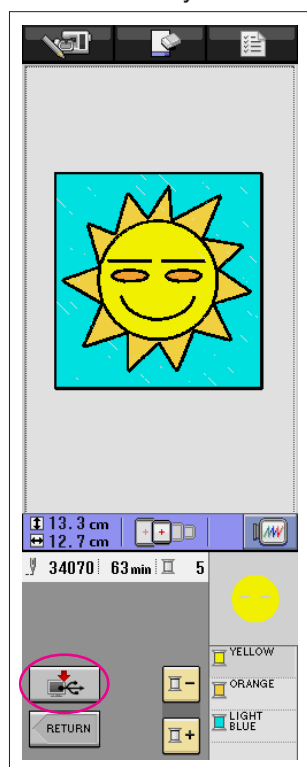 13.3 cm
12.7 cm
34070 63 min 5
YELLOW
ORANGE
LIGHT
BLUE
RETURN